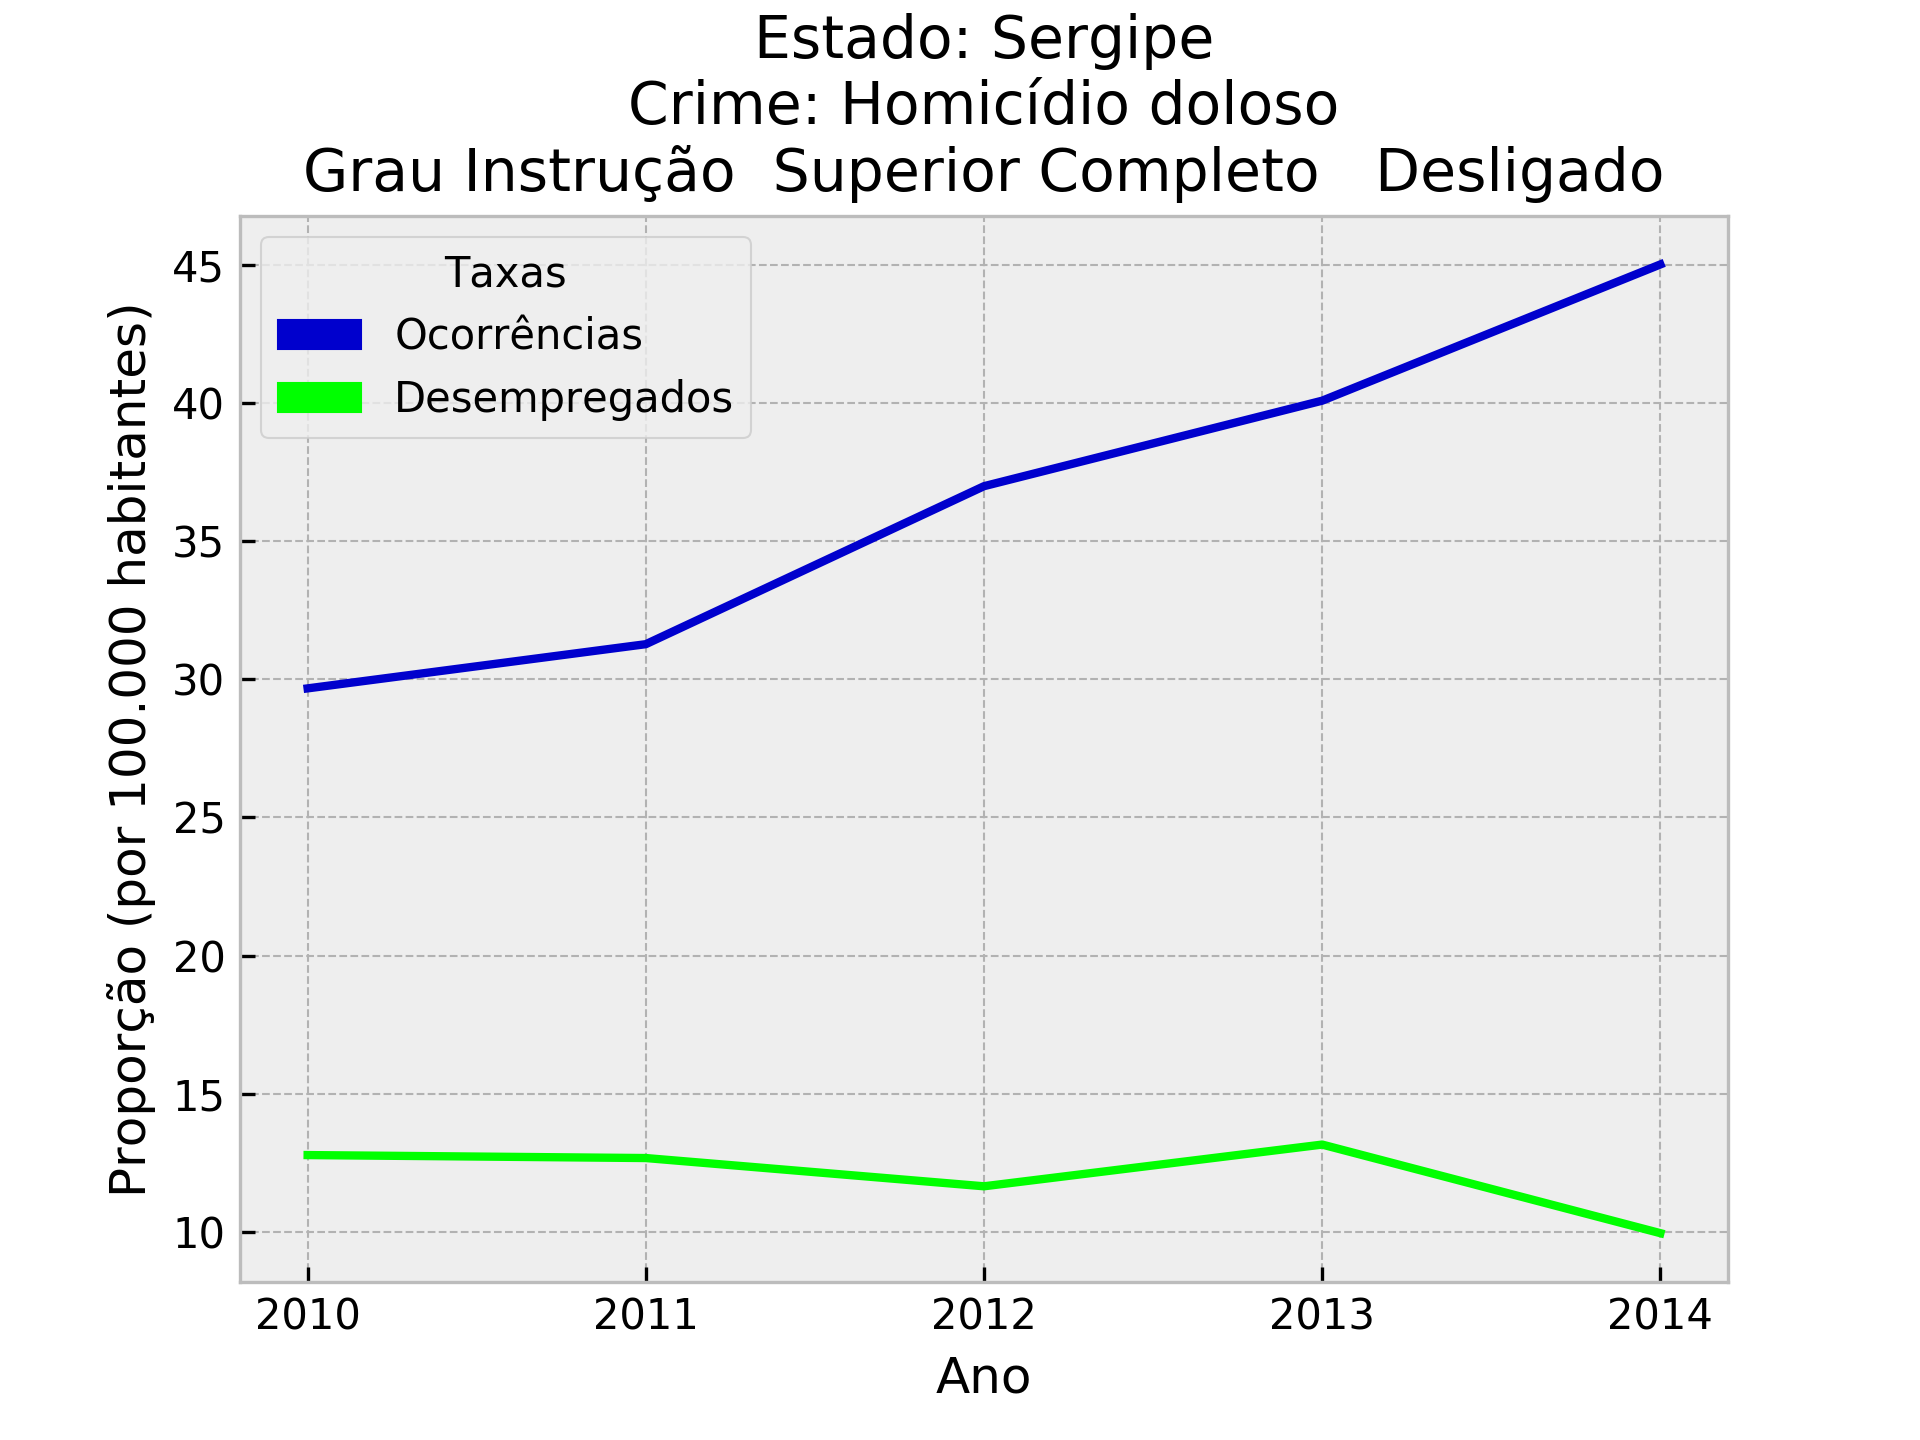 Estado: Sergipe
Crime: Homicídio doloso
Grau Instrução  Superior Completo   Desligado
Proporção (por 100.000 habitantes)
45
40
35
30
25
20
15
10
Taxas
Ocorrências
Desempregados
2010 2011 2012 2013 2014
Ano